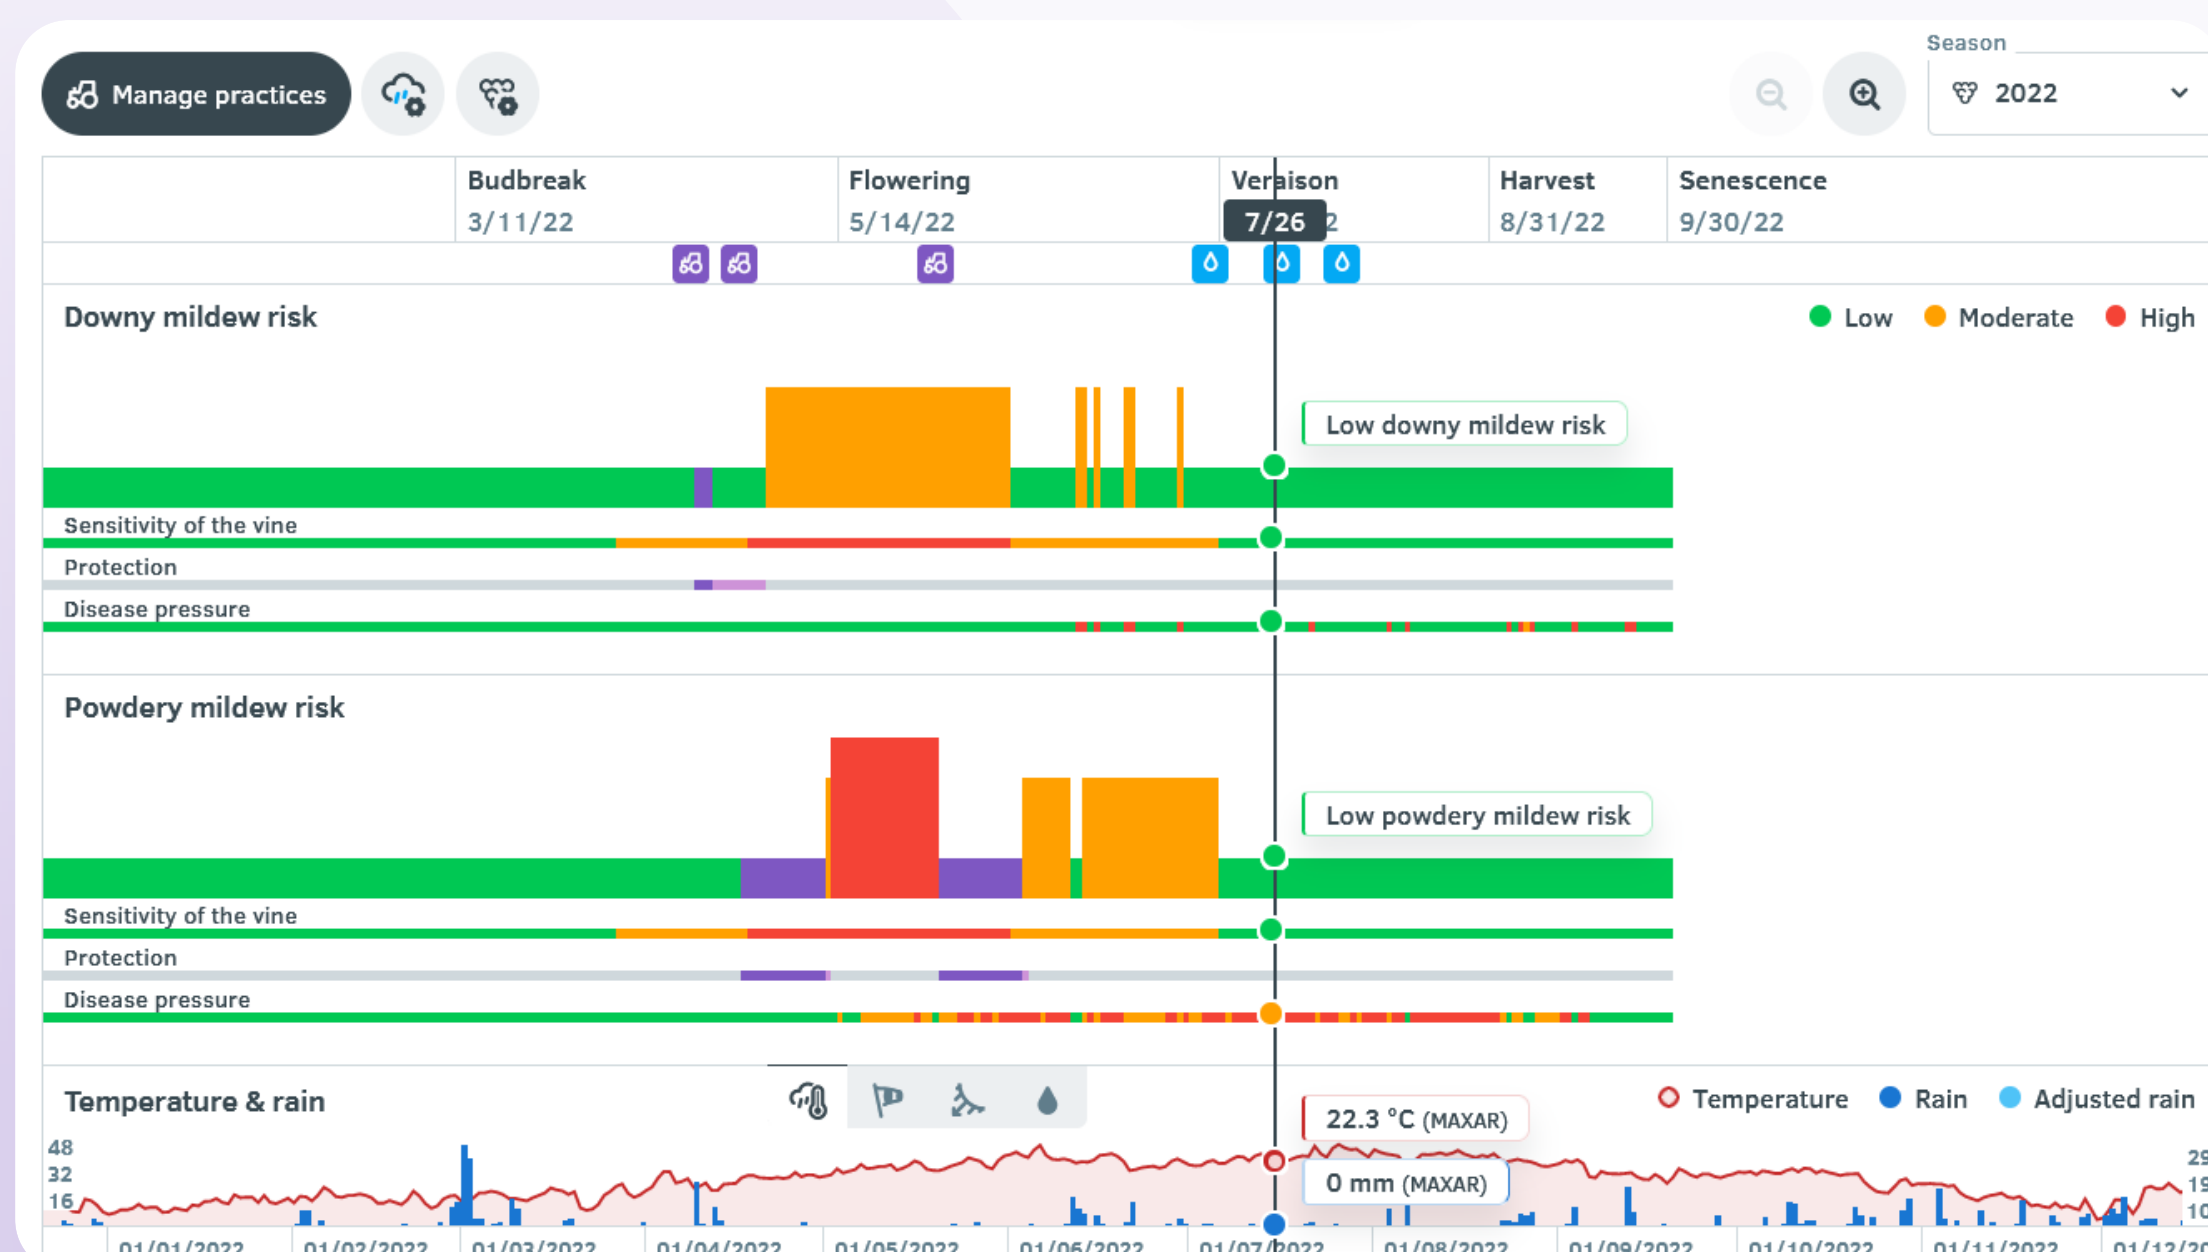 Season
Manage practices
2022
Budbreak
Flowering
Veraison
Harvest
Senescence
3/11/22
5/14/22
7/26
2
8/31/22
9/30/22
Downy mildew risk
Low
Moderate
High
Low downy mildew risk
Sensitivity of the vine
Protection
Disease pressure
Powdery mildew risk
Low powdery mildew risk
Sensitivity of the vine
Protection
Disease pressure
Temperature & rain
Temperature
Rain
Adjusted rain
22.3 °C (MAXAR)
0 mm (MAXAR)
48
32
16
29
19
10
01/01/2022
01/02/2022
01/03/2022
01/04/2022
01/05/2022
01/06/2022
01/07/2022
01/08/2022
01/09/2022
01/10/2022
01/11/2022